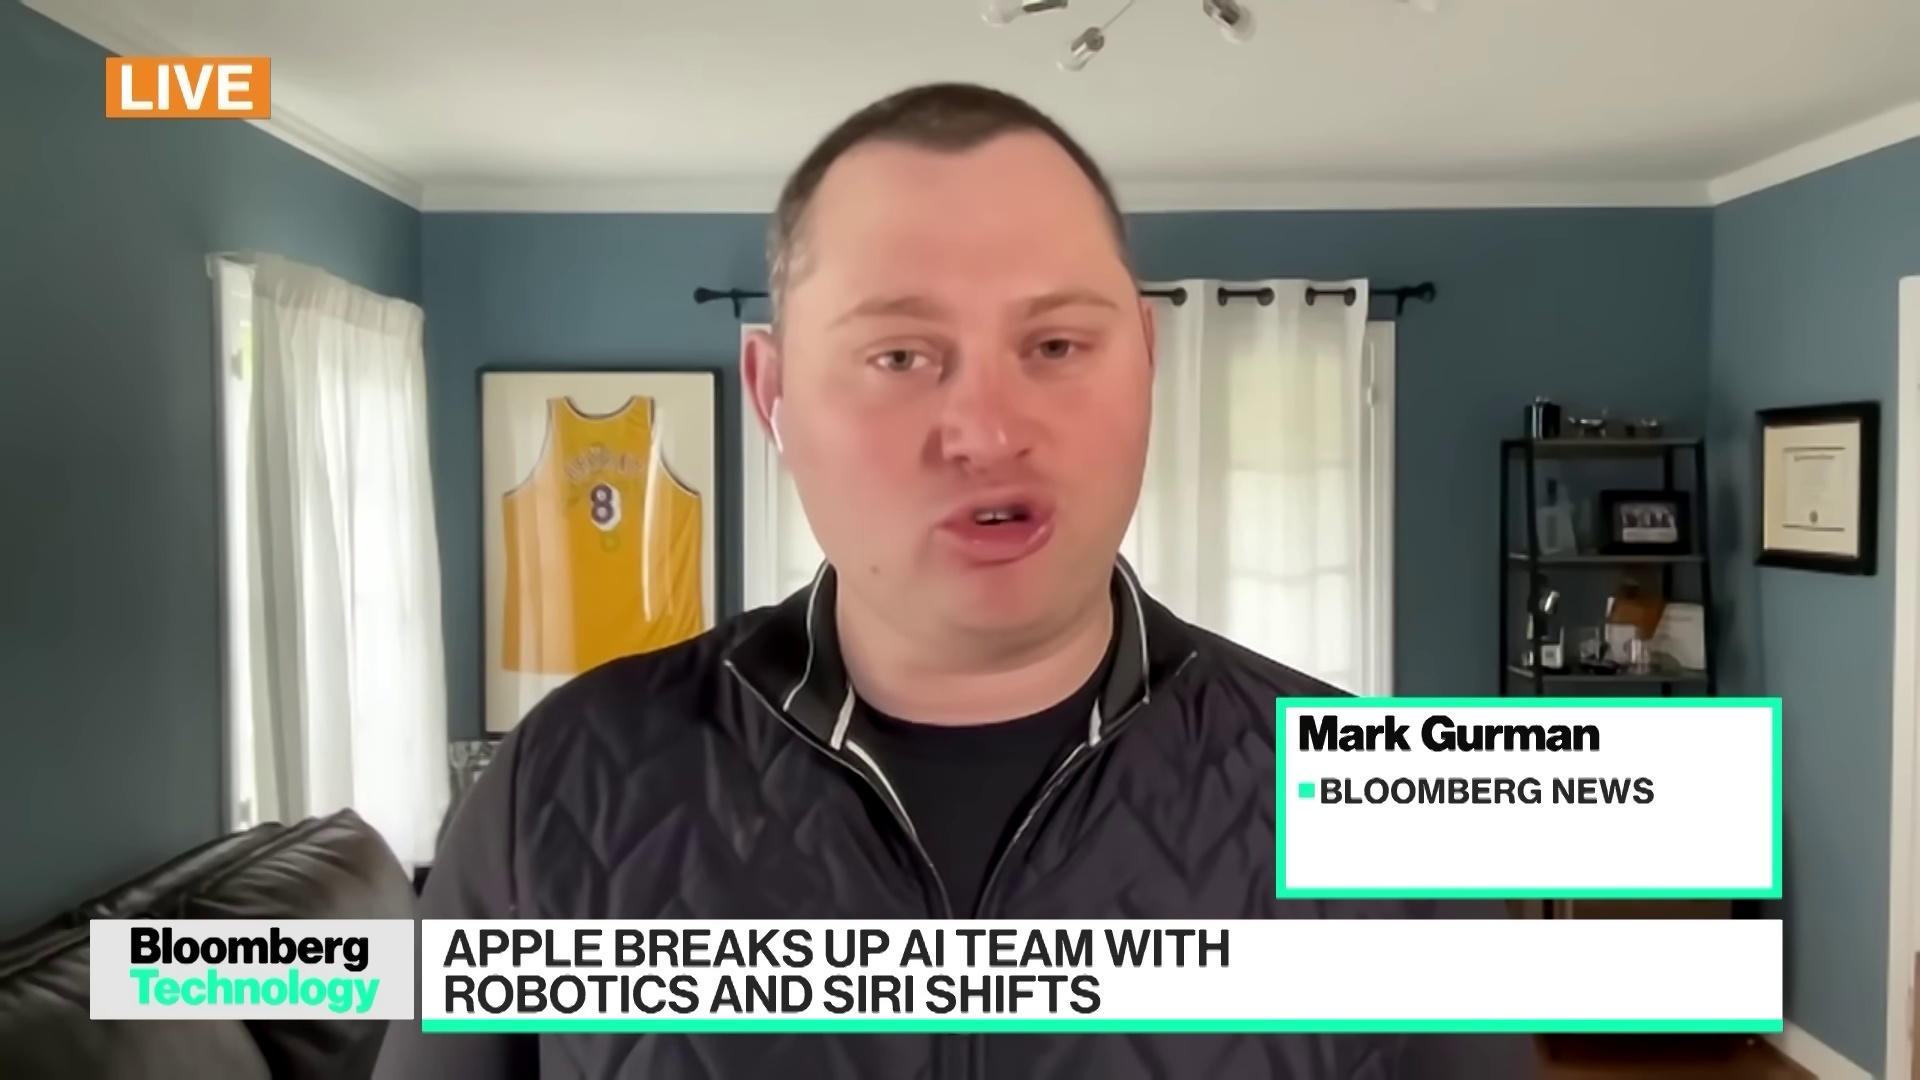 LIVE
8
Mark Gurman
BLOOMBERG NEWS
Bloomberg
Technology
APPLE BREAKS UP AI TEAM WITH
ROBOTICS AND SIRI SHIFTS